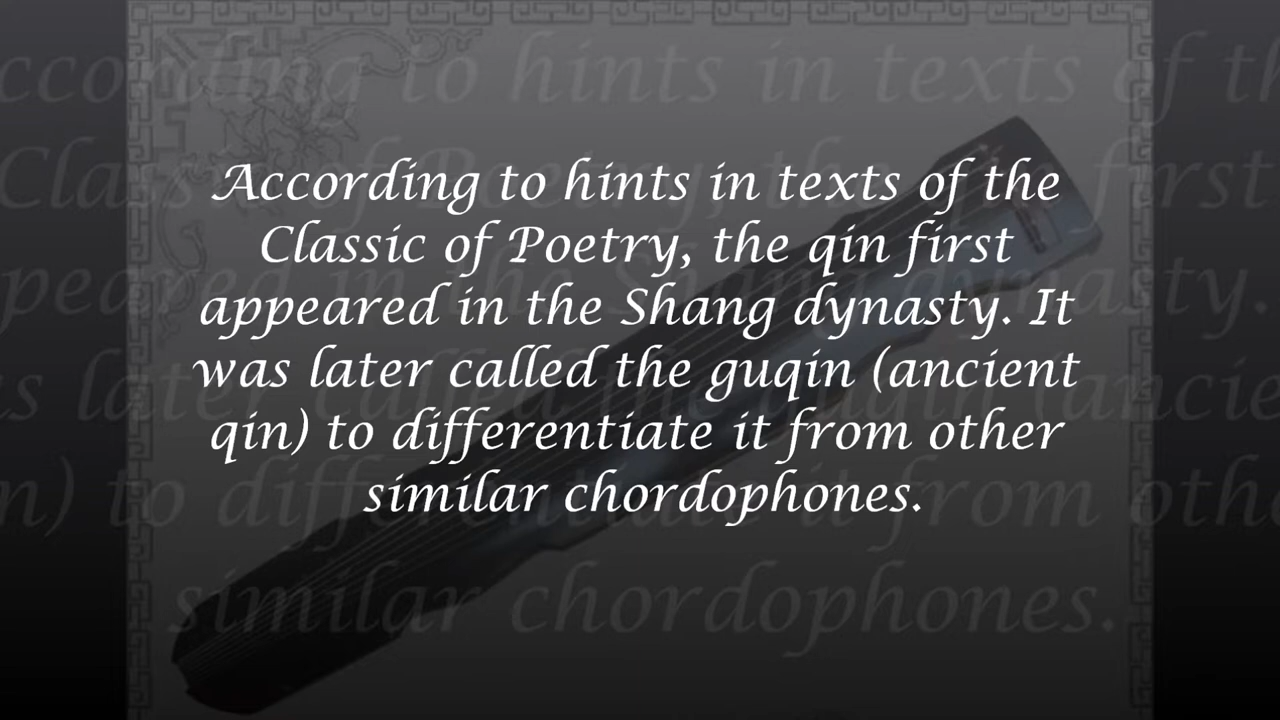 According to hints in texts of the
Classic of Poetry, the qin first
appeared in the Shang dynasty. It
was later called the guqin (ancient
qin) to differentiate it from other
similar chordophones.